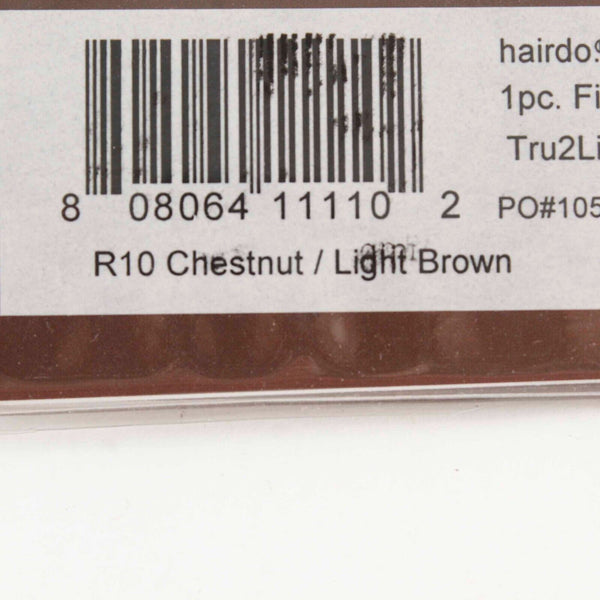 hairdo
1pc. Fi
Tru2Li
8 08064 11110 2
PO#105
R10 Chestnut / Light Brown